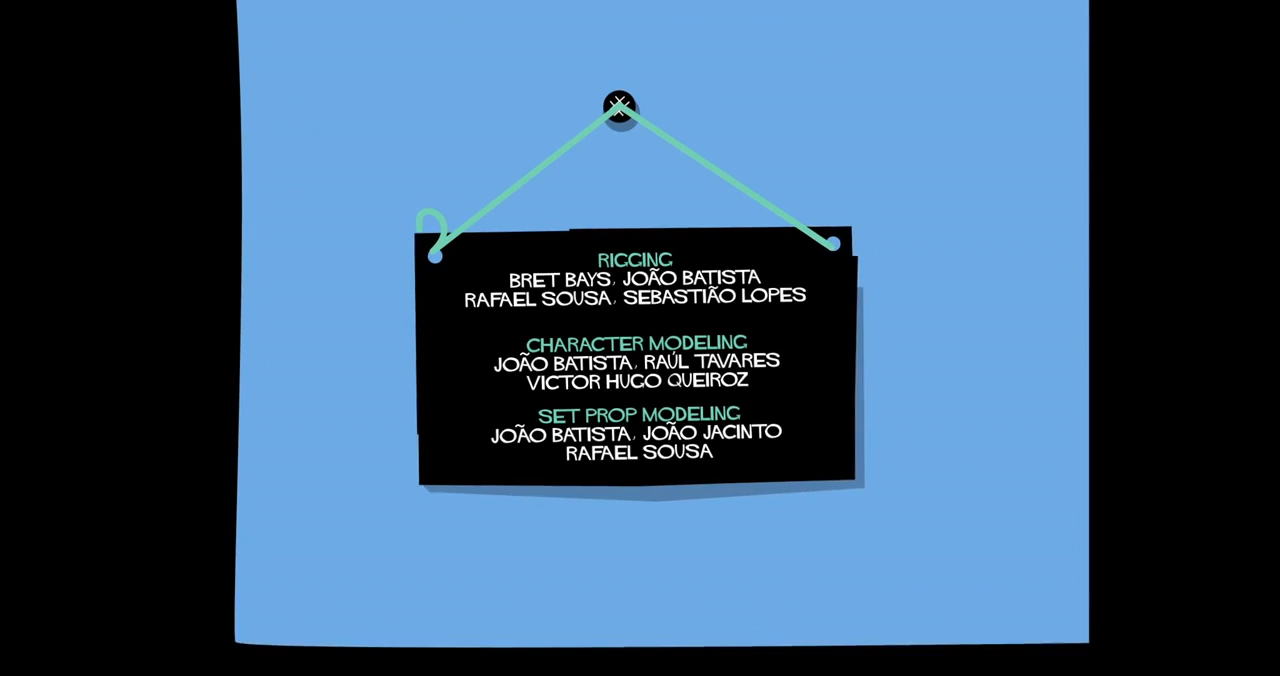 RIGGING
BRET BAYS, JOÃO BATISTA
RAFAEL SOUSA, SEBASTIÃO LOPES
CHARACTER MODELING
JOÃO BATISTA, RAÚL TAVARES
VICTOR HUGO QUEIROZ
SET PROP MODELING
JOÃO BATISTA, JOÃO JACINTO
RAFAEL SOUSA